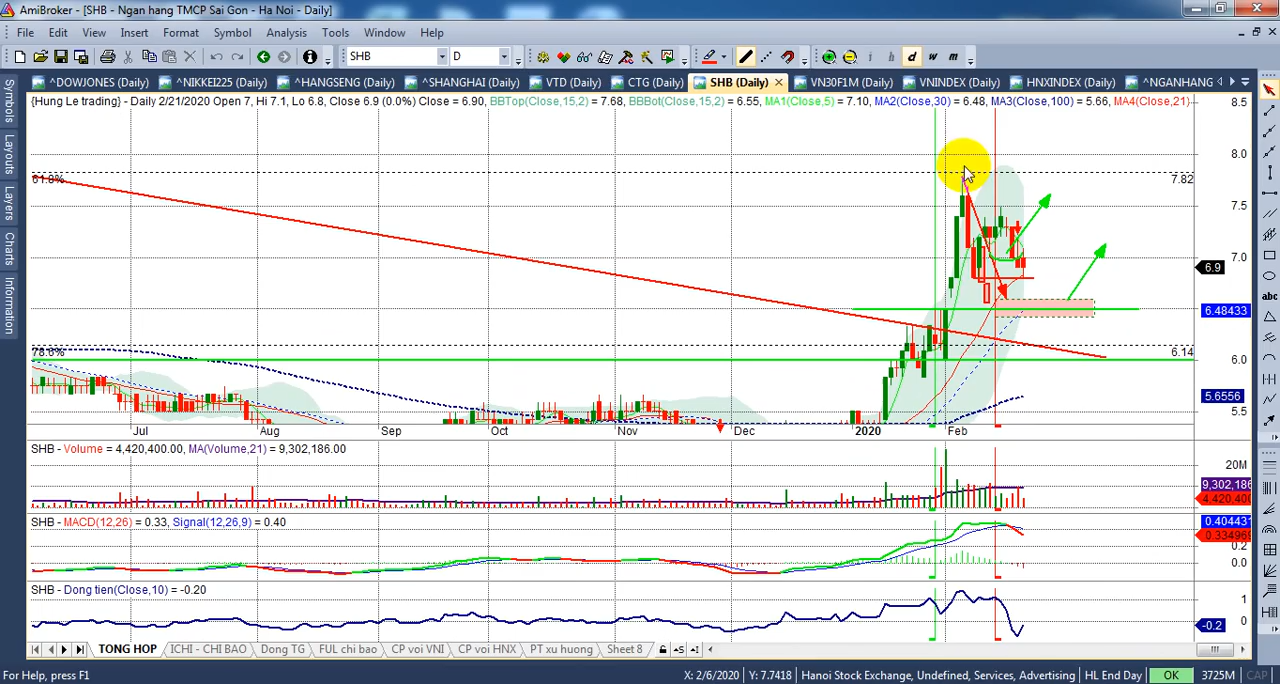 AmiBroker - [SHB - Ngan hang TMCP Sai Gon - Ha Noi - Daily]
File Edit View Insert Format Symbol Analysis Tools Window Help
SHB D i h d w m
^DOWJONES (Daily) ^NIKKEI225 (Daily) ^HANGSENG (Daily) ^SHANGHAI (Daily) VTD (Daily) CTG (Daily) SHB (Daily) VN30F1M (Daily) VNINDEX (Daily) HNXINDEX (Daily) ^NGANHANG
Symbols
Layouts
Layers
Charts
Information
abc
{Hung Le trading} - Daily 2/21/2020 Open 7, Hi 7.1, Lo 6.8, Close 6.9 (0.0%) Close = 6.90, BBTop(Close,15,2) = 7.68, BBBot(Close,15,2) = 6.55, MA1(Close,5) = 7.10, MA2(Close,30) = 6.48, MA3(Close,100) = 5.66, MA4(Close,21)
8.5
8.0
61.8% 7.82
7.5
7.0
6.9
6.48433
78.6% 6.14
6.0
5.6556
5.5
Jul Aug Sep Oct Nov Dec 2020 Feb
SHB - Volume = 4,420,400.00, MA(Volume,21) = 9,302,186.00
20M
9,302,186
4,420,400
SHB - MACD(12,26) = 0.33, Signal(12,26,9) = 0.40
0.404431
0.334969
0.2
0.0
SHB - Dong tien(Close,10) = -0.20
1
0
-0.2
TONG HOP ICHI - CHI BAO Dong TG FUL chi bao CP voi VNI CP voi HNX PT xu huong Sheet 8
For Help, press F1 X: 2/6/2020 Y: 7.7418 Hanoi Stock Exchange, Undefined, Services, Advertising HL End Day OK 3725M CAP